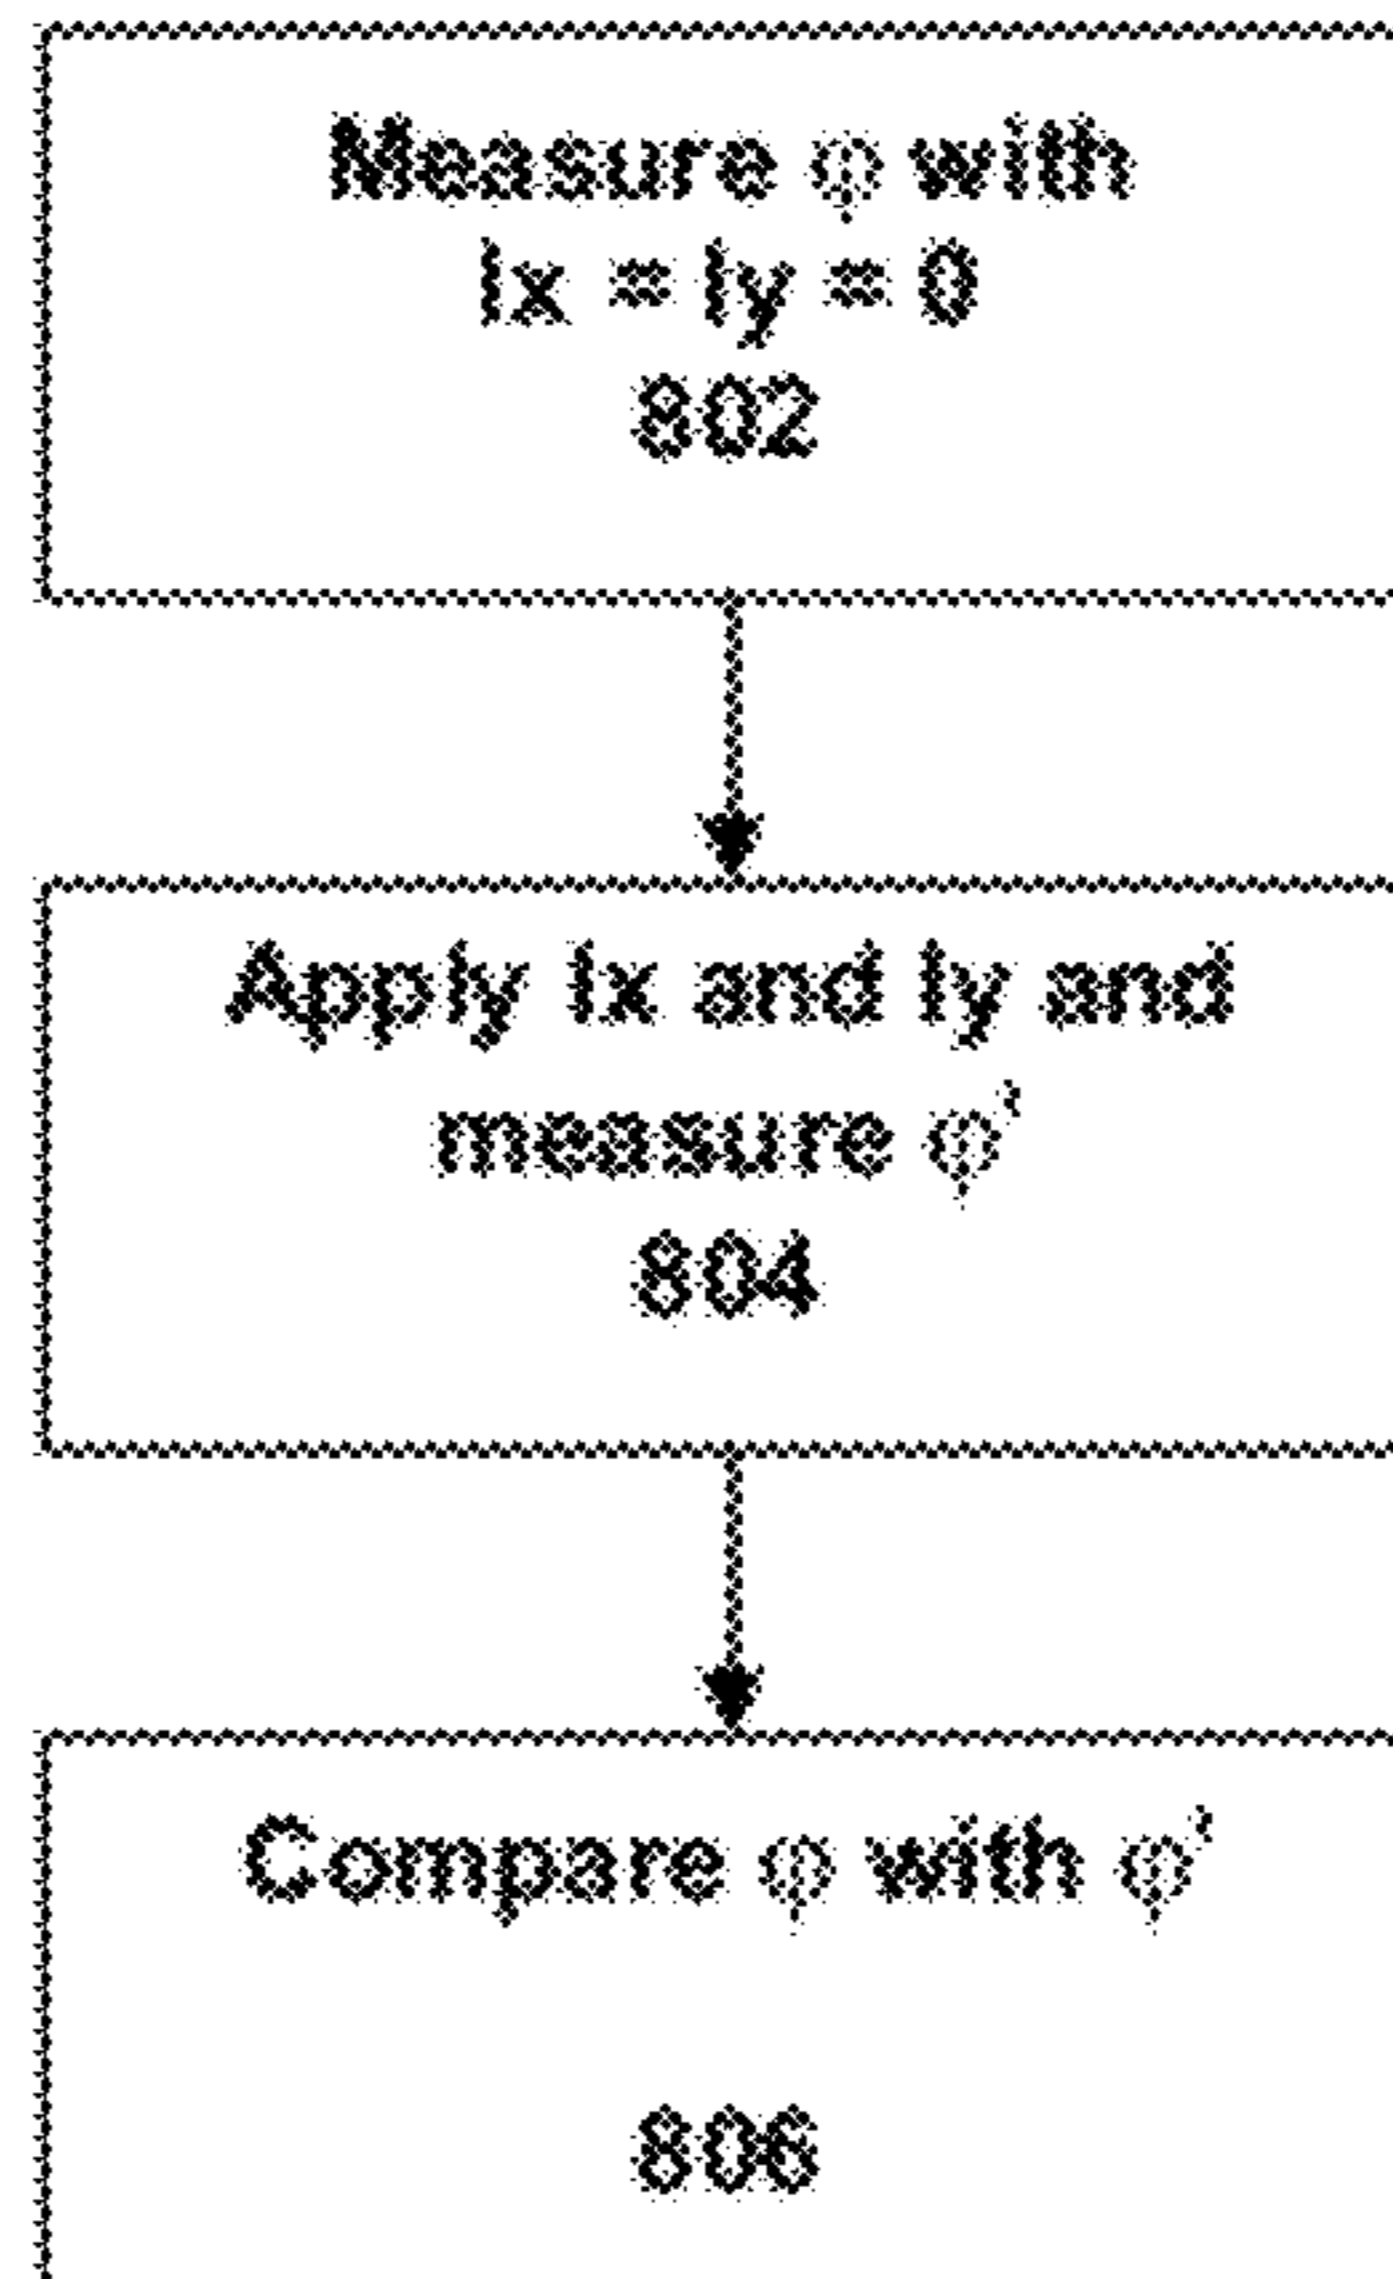 Measure φ with
Ix = Iy = 0
802
Apply Ix and Iy and
measure φ'
804
Compare φ with φ'
806